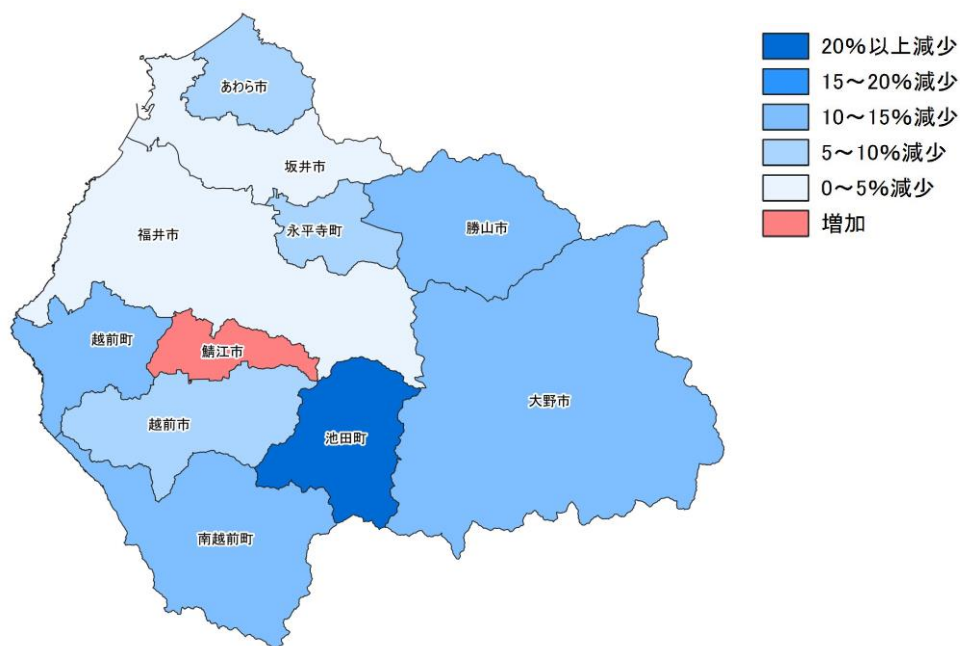 20%以上減少
15～20%減少
10～15%減少
5～10%減少
0～5%減少
増加
あわら市
坂井市
永平寺町
勝山市
福井市
越前町
鯖江市
大野市
越前市
池田町
南越前町